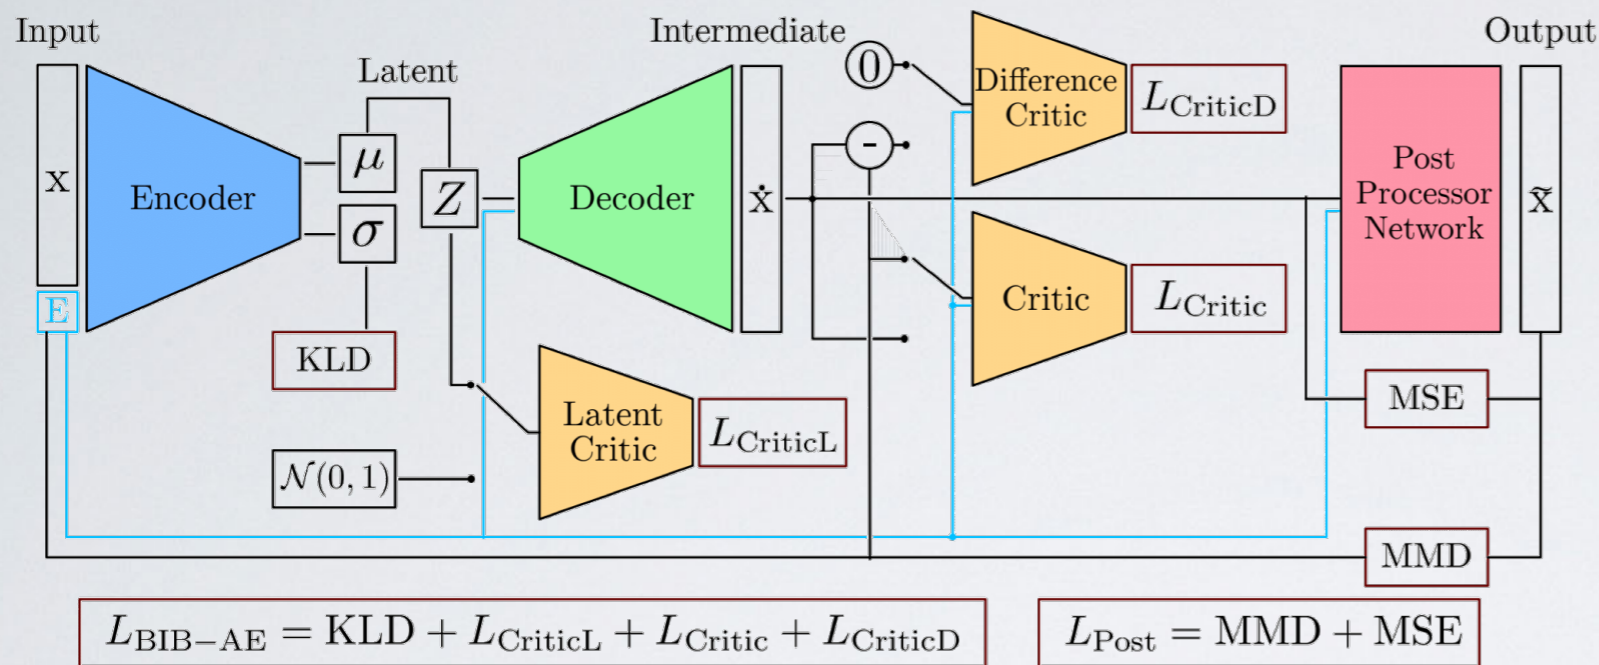 Input
Intermediate
Output
Latent
0
Difference
Critic
L_CriticD
x
Encoder
μ
σ
Z
Decoder
ẋ
-
Post
Processor
Network
x̃
E
KLD
Critic
L_Critic
Latent
Critic
L_CriticL
MSE
𝒩(0, 1)
MMD
L_BIB−AE = KLD + L_CriticL + L_Critic + L_CriticD
L_Post = MMD + MSE